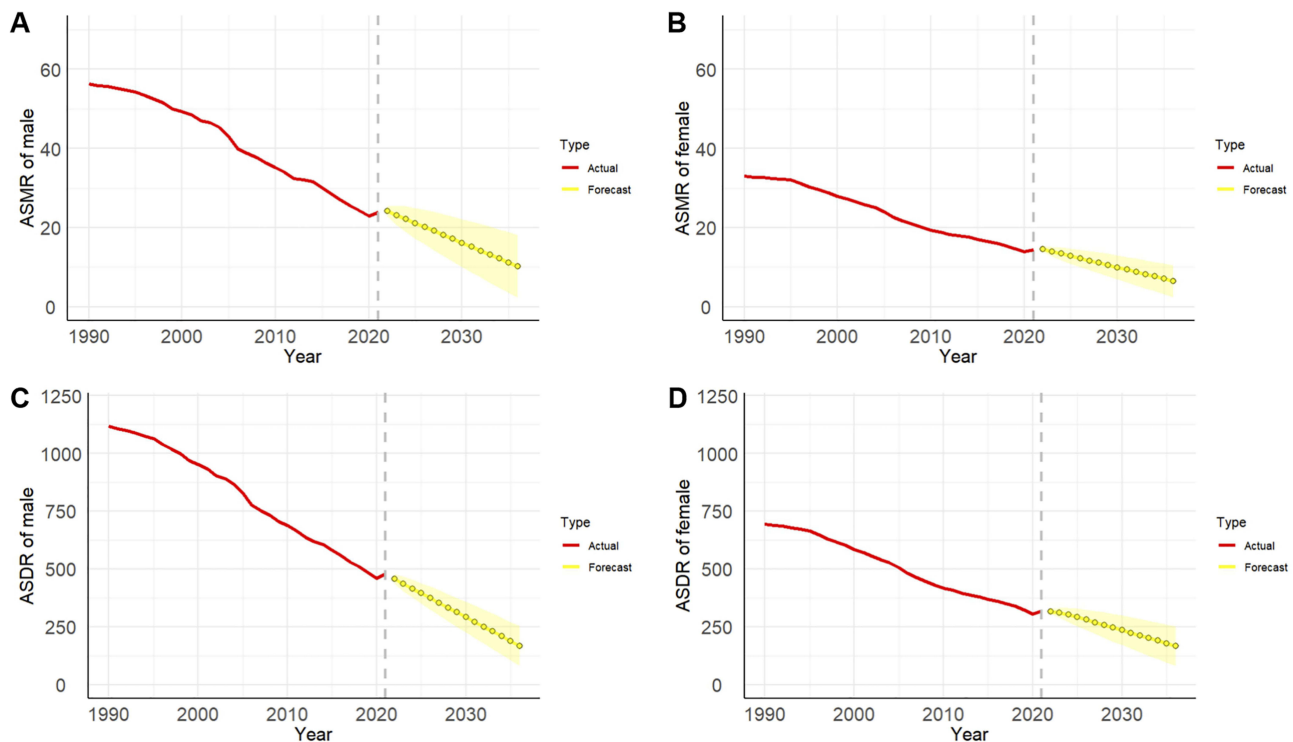 A
ASMR of male
60
40
20
0
1990 2000 2010 2020 2030
Year
Type
Actual
Forecast
B
ASMR of female
60
40
20
0
1990 2000 2010 2020 2030
Year
Type
Actual
Forecast
C
ASDR of male
1250
1000
750
500
250
0
1990 2000 2010 2020 2030
Year
Type
Actual
Forecast
D
ASDR of female
1250
1000
750
500
250
0
1990 2000 2010 2020 2030
Year
Type
Actual
Forecast